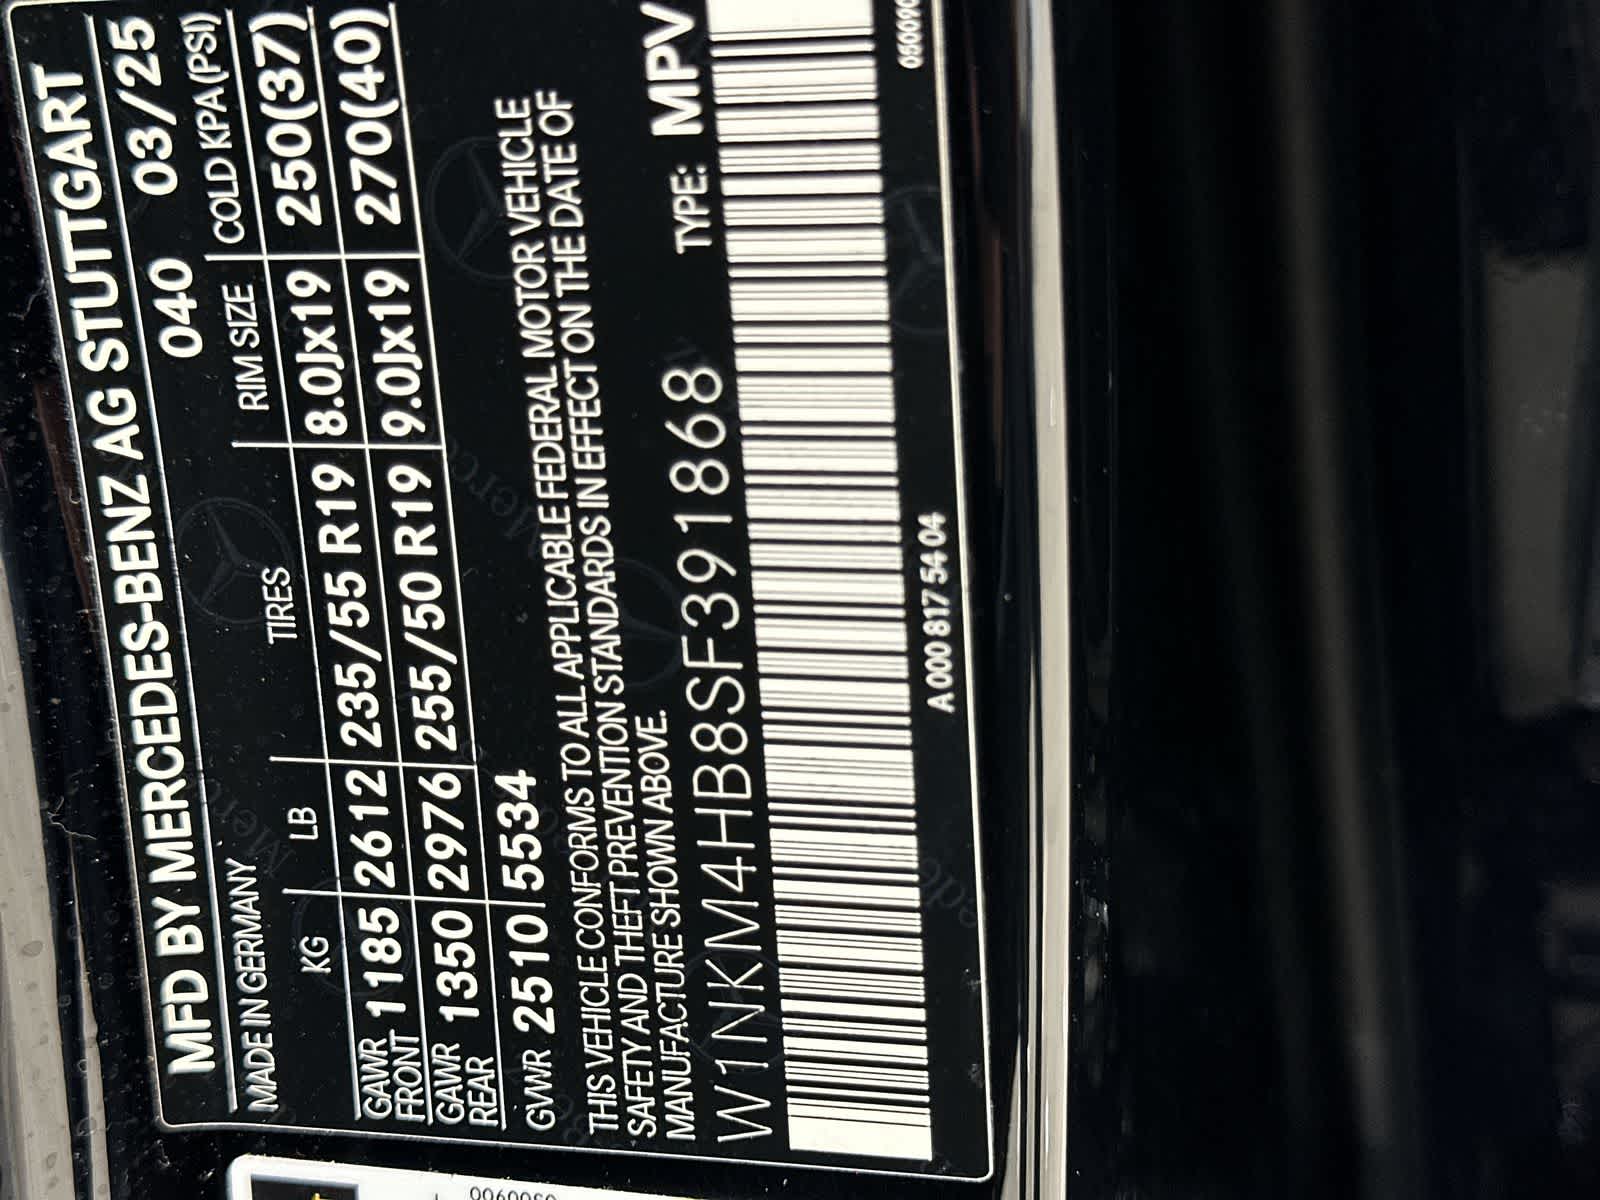 MFD BY MERCEDES-BENZ AG STUTTGART
MADE IN GERMANY 040 03/25
KG LB TIRES RIM SIZE COLD KPA(PSI)
GAWR FRONT 1185 2612 235/55 R19 8.0Jx19 250(37)
GAWR REAR 1350 2976 255/50 R19 9.0Jx19 270(40)
GVWR 2510 5534
THIS VEHICLE CONFORMS TO ALL APPLICABLE FEDERAL MOTOR VEHICLE
SAFETY AND THEFT PREVENTION STANDARDS IN EFFECT ON THE DATE OF
MANUFACTURE SHOWN ABOVE.
W1NKM4HB8SF391868 TYPE: MPV
A 000 817 54 04